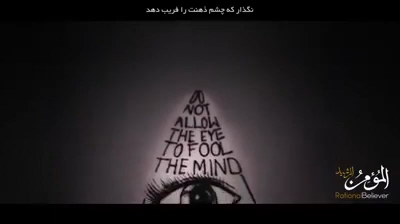 نگذار که چشم ذهنت را فریب دهد
DO
NOT
ALLOW
THE EYE
TO FOOL
THE MIND
المؤمن الرشيد
Rational Believer